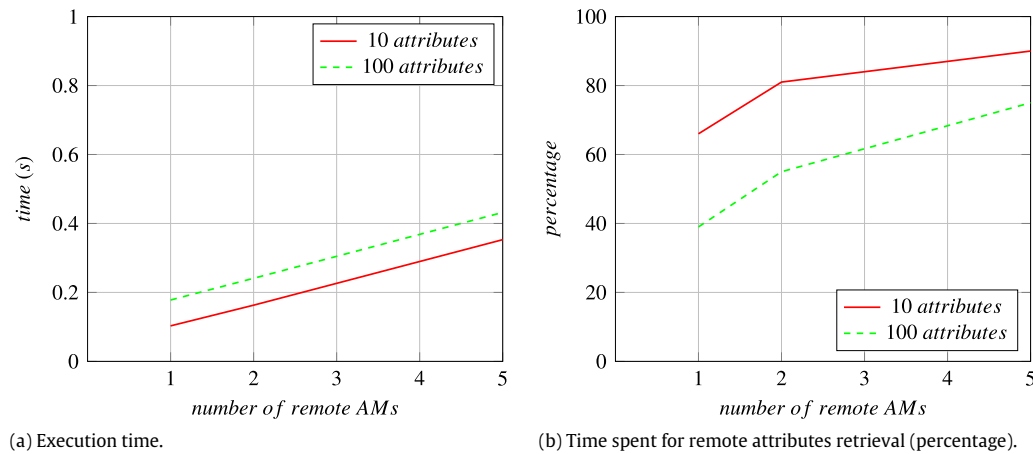 1
0.8
0.6
0.4
0.2
0
time (s)
1 2 3 4 5
number of remote AMs
10 attributes
100 attributes
(a) Execution time.
100
80
60
40
20
0
percentage
1 2 3 4 5
number of remote AMs
10 attributes
100 attributes
(b) Time spent for remote attributes retrieval (percentage).